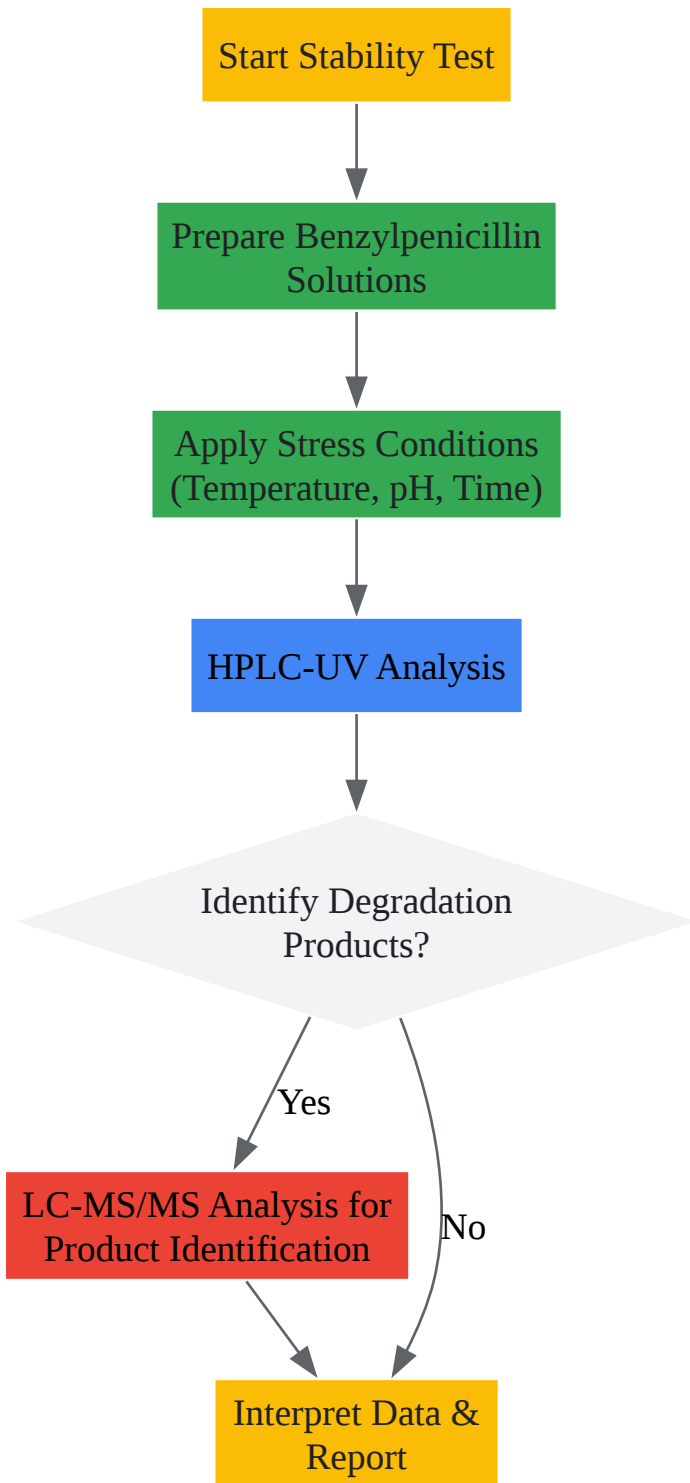 Start Stability Test
Prepare Benzylpenicillin
Solutions
Apply Stress Conditions
(Temperature, pH, Time)
HPLC-UV Analysis
Identify Degradation
Products?
Yes
LC-MS/MS Analysis for
Product Identification
No
Interpret Data &
Report